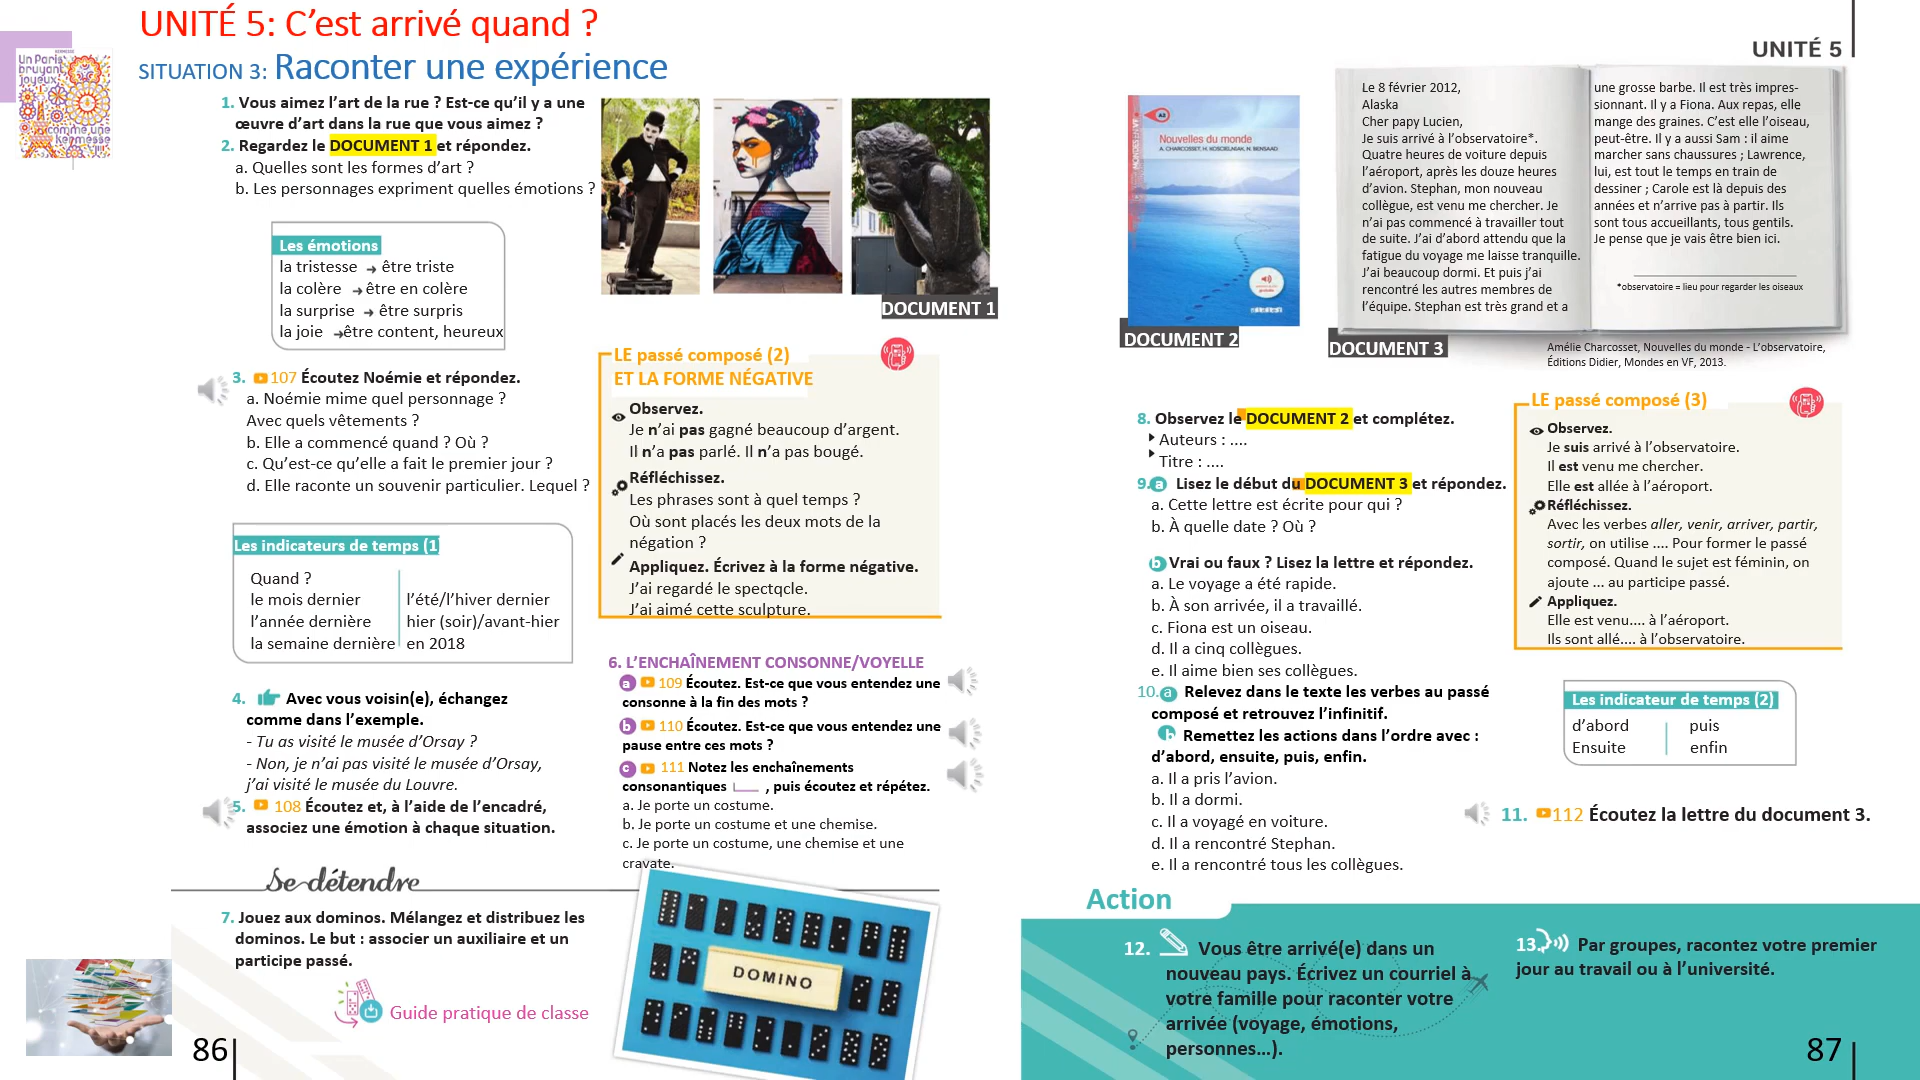 UNITÉ 5: C’est arrivé quand ?
SITUATION 3: Raconter une expérience
KERMESSE
Un Paris
bruyant,
joyeux
comme une
kermesse
1. Vous aimez l’art de la rue ? Est-ce qu’il y a une
œuvre d’art dans la rue que vous aimez ?
2. Regardez le DOCUMENT 1 et répondez.
a. Quelles sont les formes d’art ?
b. Les personnages expriment quelles émotions ?
Les émotions
la tristesse → être triste
la colère → être en colère
la surprise → être surpris
la joie → être content, heureux
3. 107 Écoutez Noémie et répondez.
a. Noémie mime quel personnage ?
Avec quels vêtements ?
b. Elle a commencé quand ? Où ?
c. Qu’est-ce qu’elle a fait le premier jour ?
d. Elle raconte un souvenir particulier. Lequel ?
Les indicateurs de temps (1)
Quand ?
le mois dernier
l’année dernière
la semaine dernière
l’été/l’hiver dernier
hier (soir)/avant-hier
en 2018
4. Avec vous voisin(e), échangez
comme dans l’exemple.
- Tu as visité le musée d’Orsay ?
- Non, je n’ai pas visité le musée d’Orsay,
j’ai visité le musée du Louvre.
5. 108 Écoutez et, à l’aide de l’encadré,
associez une émotion à chaque situation.
Se détendre
7. Jouez aux dominos. Mélangez et distribuez les
dominos. Le but : associer un auxiliaire et un
participe passé.
Guide pratique de classe
86
DOCUMENT 1
LE passé composé (2)
ET LA FORME NÉGATIVE
Observez.
Je n’ai pas gagné beaucoup d’argent.
Il n’a pas parlé. Il n’a pas bougé.
Réfléchissez.
Les phrases sont à quel temps ?
Où sont placés les deux mots de la
négation ?
Appliquez. Écrivez à la forme négative.
J’ai regardé le spectqcle.
J’ai aimé cette sculpture.
6. L’ENCHAÎNEMENT CONSONNE/VOYELLE
a 109 Écoutez. Est-ce que vous entendez une
consonne à la fin des mots ?
b 110 Écoutez. Est-ce que vous entendez une
pause entre ces mots ?
c 111 Notez les enchaînements
consonantiques , puis écoutez et répétez.
a. Je porte un costume.
b. Je porte un costume et une chemise.
c. Je porte un costume, une chemise et une
cravate.
DOMINO
UNITÉ 5
MONDES EN VF
A2
Nouvelles du monde
A. CHARCOSSET, M. KOSCIELNIAK, N. BENSAAD
didier
DOCUMENT 2
Le 8 février 2012,
Alaska
Cher papy Lucien,
Je suis arrivé à l’observatoire*.
Quatre heures de voiture depuis
l’aéroport, après les douze heures
d’avion. Stephan, mon nouveau
collègue, est venu me chercher. Je
n’ai pas commencé à travailler tout
de suite. J’ai d’abord attendu que la
fatigue du voyage me laisse tranquille.
J’ai beaucoup dormi. Et puis j’ai
rencontré les autres membres de
l’équipe. Stephan est très grand et a
une grosse barbe. Il est très impres-
sionnant. Il y a Fiona. Aux repas, elle
mange des graines. C’est elle l’oiseau,
peut-être. Il y a aussi Sam : il aime
marcher sans chaussures ; Lawrence,
lui, est tout le temps en train de
dessiner ; Carole est là depuis des
années et n’arrive pas à partir. Ils
sont tous accueillants, tous gentils.
Je pense que je vais être bien ici.
*observatoire = lieu pour regarder les oiseaux
DOCUMENT 3
Amélie Charcosset, Nouvelles du monde - L’observatoire,
Éditions Didier, Mondes en VF, 2013.
8. Observez le DOCUMENT 2 et complétez.
Auteurs : ....
Titre : ....
9. a Lisez le début du DOCUMENT 3 et répondez.
a. Cette lettre est écrite pour qui ?
b. À quelle date ? Où ?
b Vrai ou faux ? Lisez la lettre et répondez.
a. Le voyage a été rapide.
b. À son arrivée, il a travaillé.
c. Fiona est un oiseau.
d. Il a cinq collègues.
e. Il aime bien ses collègues.
10. a Relevez dans le texte les verbes au passé
composé et retrouvez l’infinitif.
b Remettez les actions dans l’ordre avec :
d’abord, ensuite, puis, enfin.
a. Il a pris l’avion.
b. Il a dormi.
c. Il a voyagé en voiture.
d. Il a rencontré Stephan.
e. Il a rencontré tous les collègues.
LE passé composé (3)
Observez.
Je suis arrivé à l’observatoire.
Il est venu me chercher.
Elle est allée à l’aéroport.
Réfléchissez.
Avec les verbes aller, venir, arriver, partir,
sortir, on utilise .... Pour former le passé
composé. Quand le sujet est féminin, on
ajoute ... au participe passé.
Appliquez.
Elle est venu.... à l’aéroport.
Ils sont allé.... à l’observatoire.
Les indicateur de temps (2)
d’abord puis
Ensuite enfin
11. 112 Écoutez la lettre du document 3.
Action
12. Vous être arrivé(e) dans un
nouveau pays. Écrivez un courriel à
votre famille pour raconter votre
arrivée (voyage, émotions,
personnes...).
13. Par groupes, racontez votre premier
jour au travail ou à l’université.
87